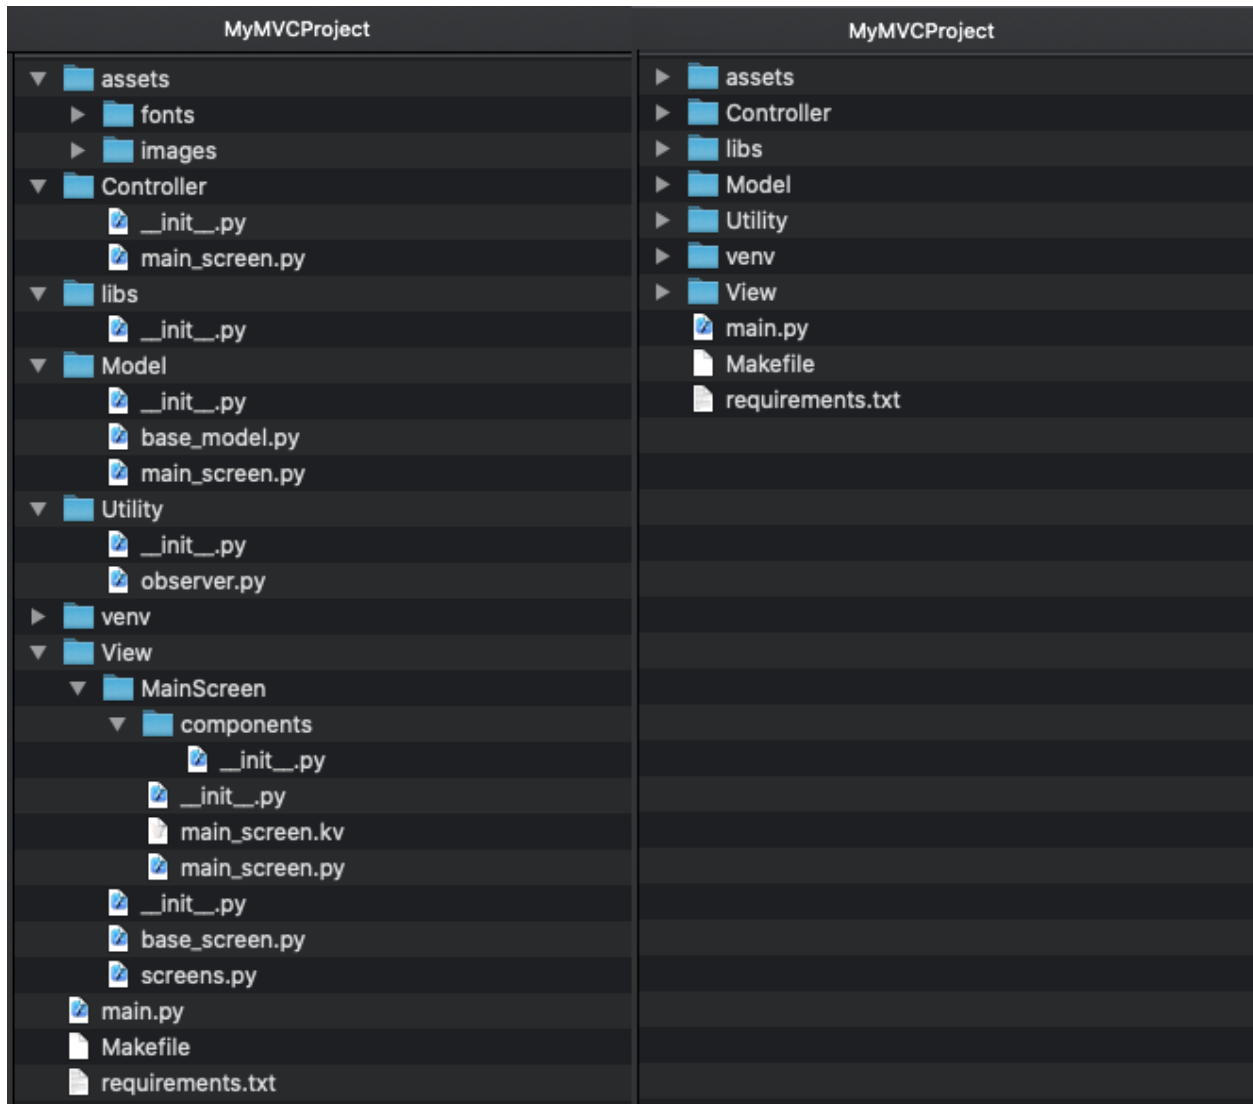 MyMVCProject
assets
fonts
images
Controller
__init__.py
main_screen.py
libs
__init__.py
Model
__init__.py
base_model.py
main_screen.py
Utility
__init__.py
observer.py
venv
View
MainScreen
components
__init__.py
__init__.py
main_screen.kv
main_screen.py
__init__.py
base_screen.py
screens.py
main.py
Makefile
requirements.txt
MyMVCProject
assets
Controller
libs
Model
Utility
venv
View
main.py
Makefile
requirements.txt